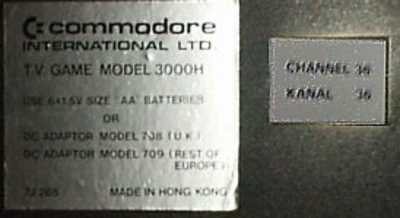 commodore
INTERNATIONAL LTD.
T.V. GAME MODEL 3000H
USE 6×1.5V SIZE "AA" BATTERIES
OR
DC ADAPTOR MODEL 708 (U.K.)
DC ADAPTOR MODEL 709 (REST OF
EUROPE)
MADE IN HONG KONG
CHANNEL 36
KANAL 36